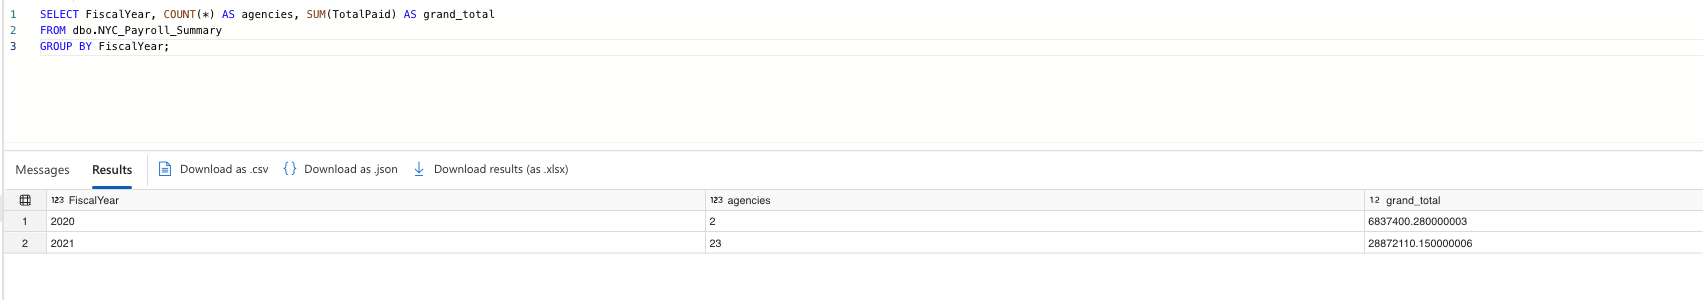 1 SELECT FiscalYear, COUNT(*) AS agencies, SUM(TotalPaid) AS grand_total
2 FROM dbo.NYC_Payroll_Summary
3 GROUP BY FiscalYear;
Messages Results Download as .csv {} Download as .json Download results (as .xlsx)
123 FiscalYear 123 agencies 12 grand_total
1 2020 2 6837400.280000003
2 2021 23 28872110.150000006